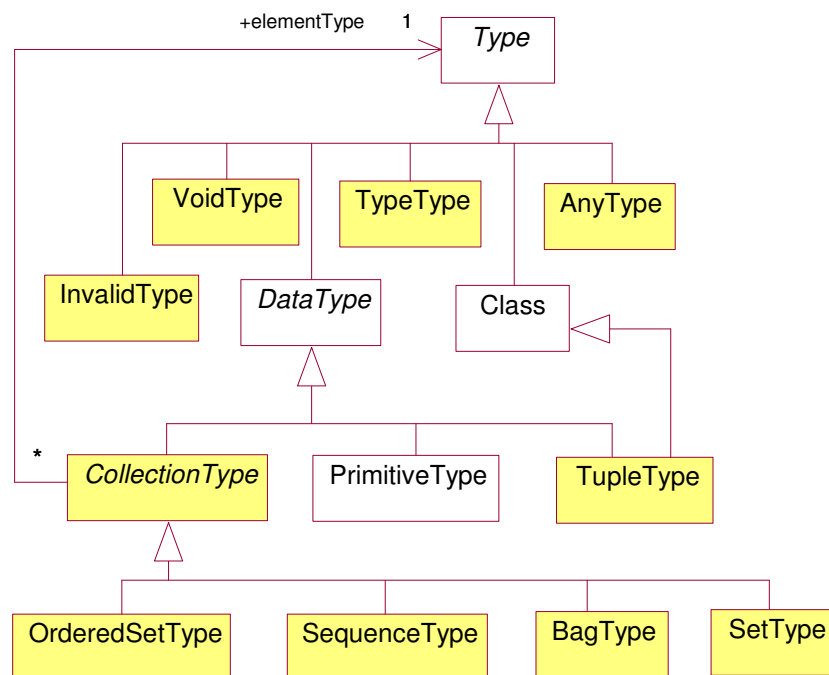 +elementType 1
Type
VoidType
TypeType
AnyType
InvalidType
DataType
Class
*
CollectionType
PrimitiveType
TupleType
OrderedSetType
SequenceType
BagType
SetType